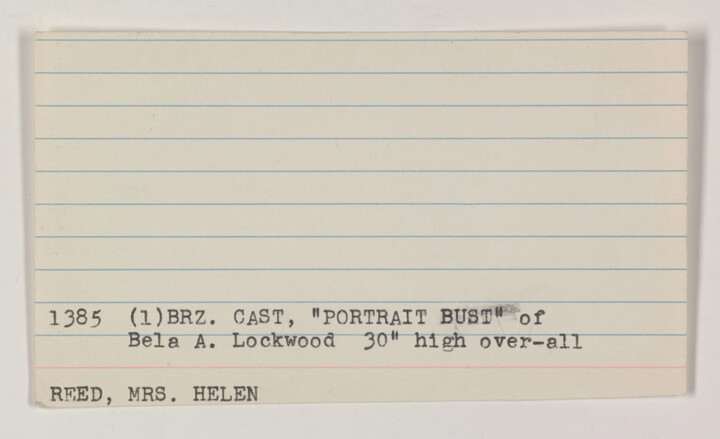 1385 (1)BRZ. CAST, "PORTRAIT BUST" of
Bela A. Lockwood 30" high over-all
REED, MRS. HELEN